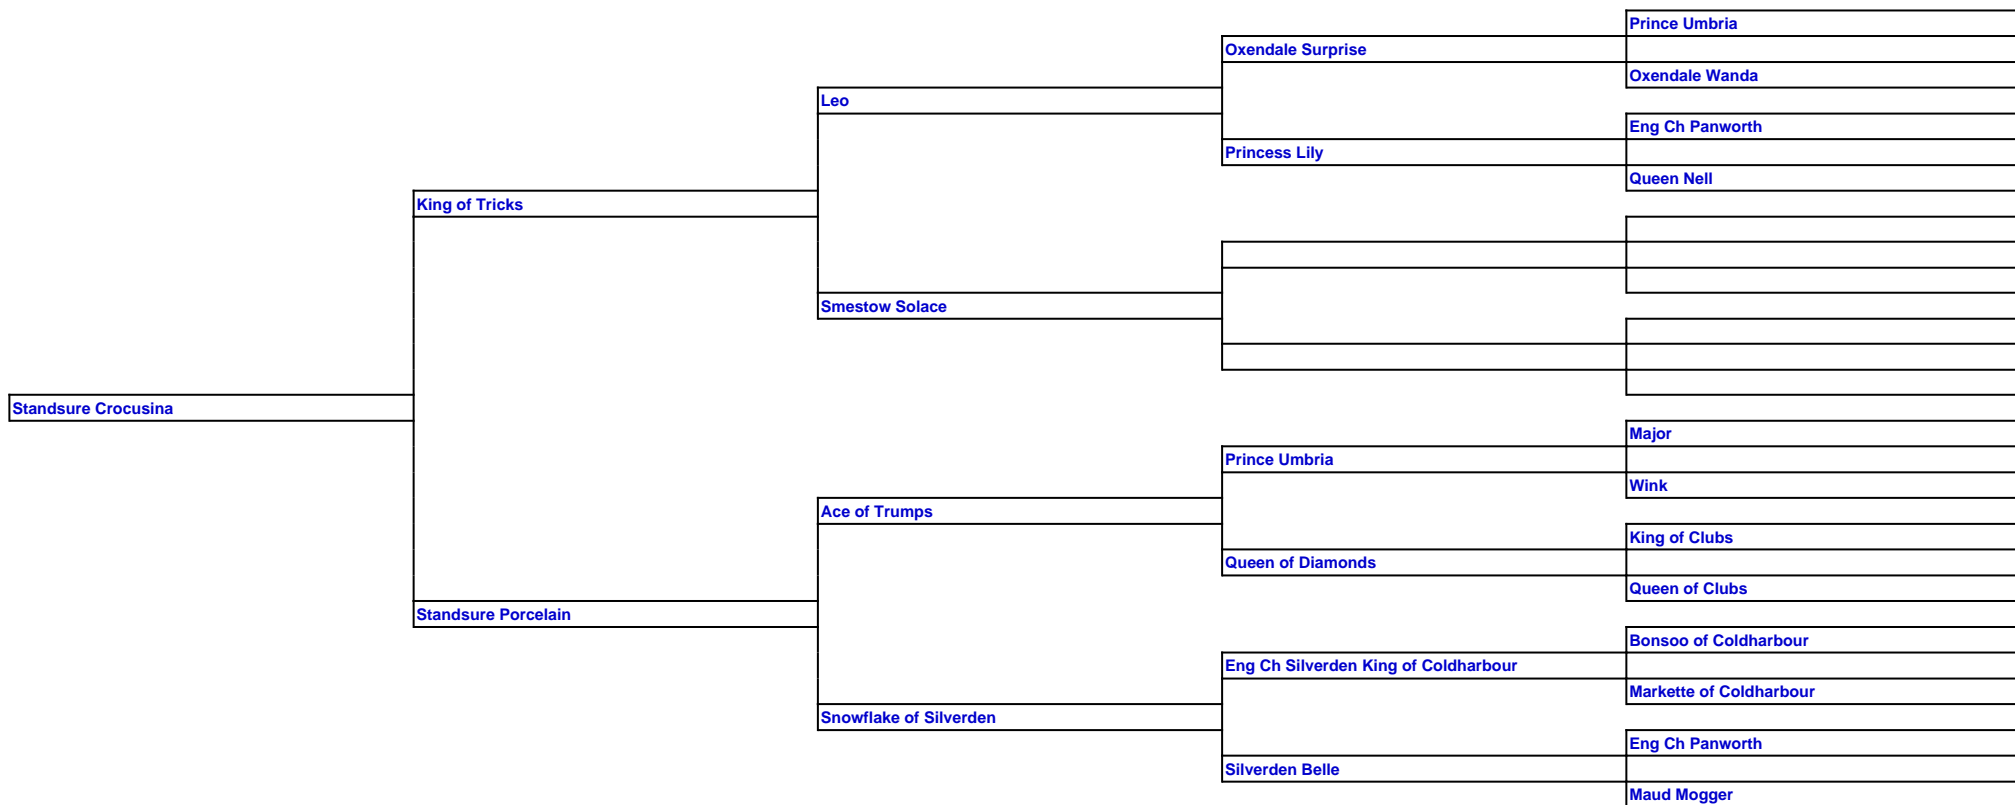 Prince Umbria
Oxendale Surprise
Oxendale Wanda
Leo
Eng Ch Panworth
Princess Lily
Queen Nell
King of Tricks
Smestow Solace
Standsure Crocusina
Major
Prince Umbria
Wink
Ace of Trumps
King of Clubs
Queen of Diamonds
Queen of Clubs
Standsure Porcelain
Bonsoo of Coldharbour
Eng Ch Silverden King of Coldharbour
Markette of Coldharbour
Snowflake of Silverden
Eng Ch Panworth
Silverden Belle
Maud Mogger